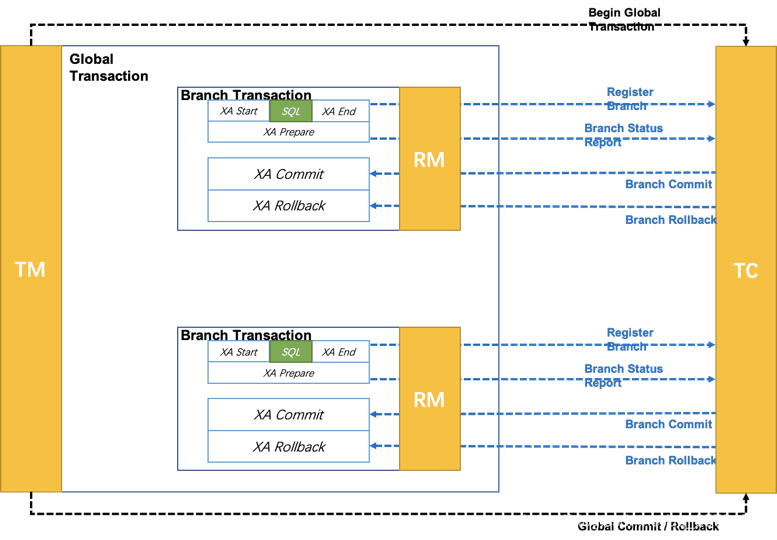 Begin Global
Transaction
Global
Transaction
TM
TC
Branch Transaction
XA Start SQL XA End
XA Prepare
XA Commit
XA Rollback
RM
Register
Branch
Branch Status
Report
Branch Commit
Branch Rollback
Branch Transaction
XA Start SQL XA End
XA Prepare
XA Commit
XA Rollback
RM
Register
Branch
Branch Status
Report
Branch Commit
Branch Rollback
Global Commit / Rollback